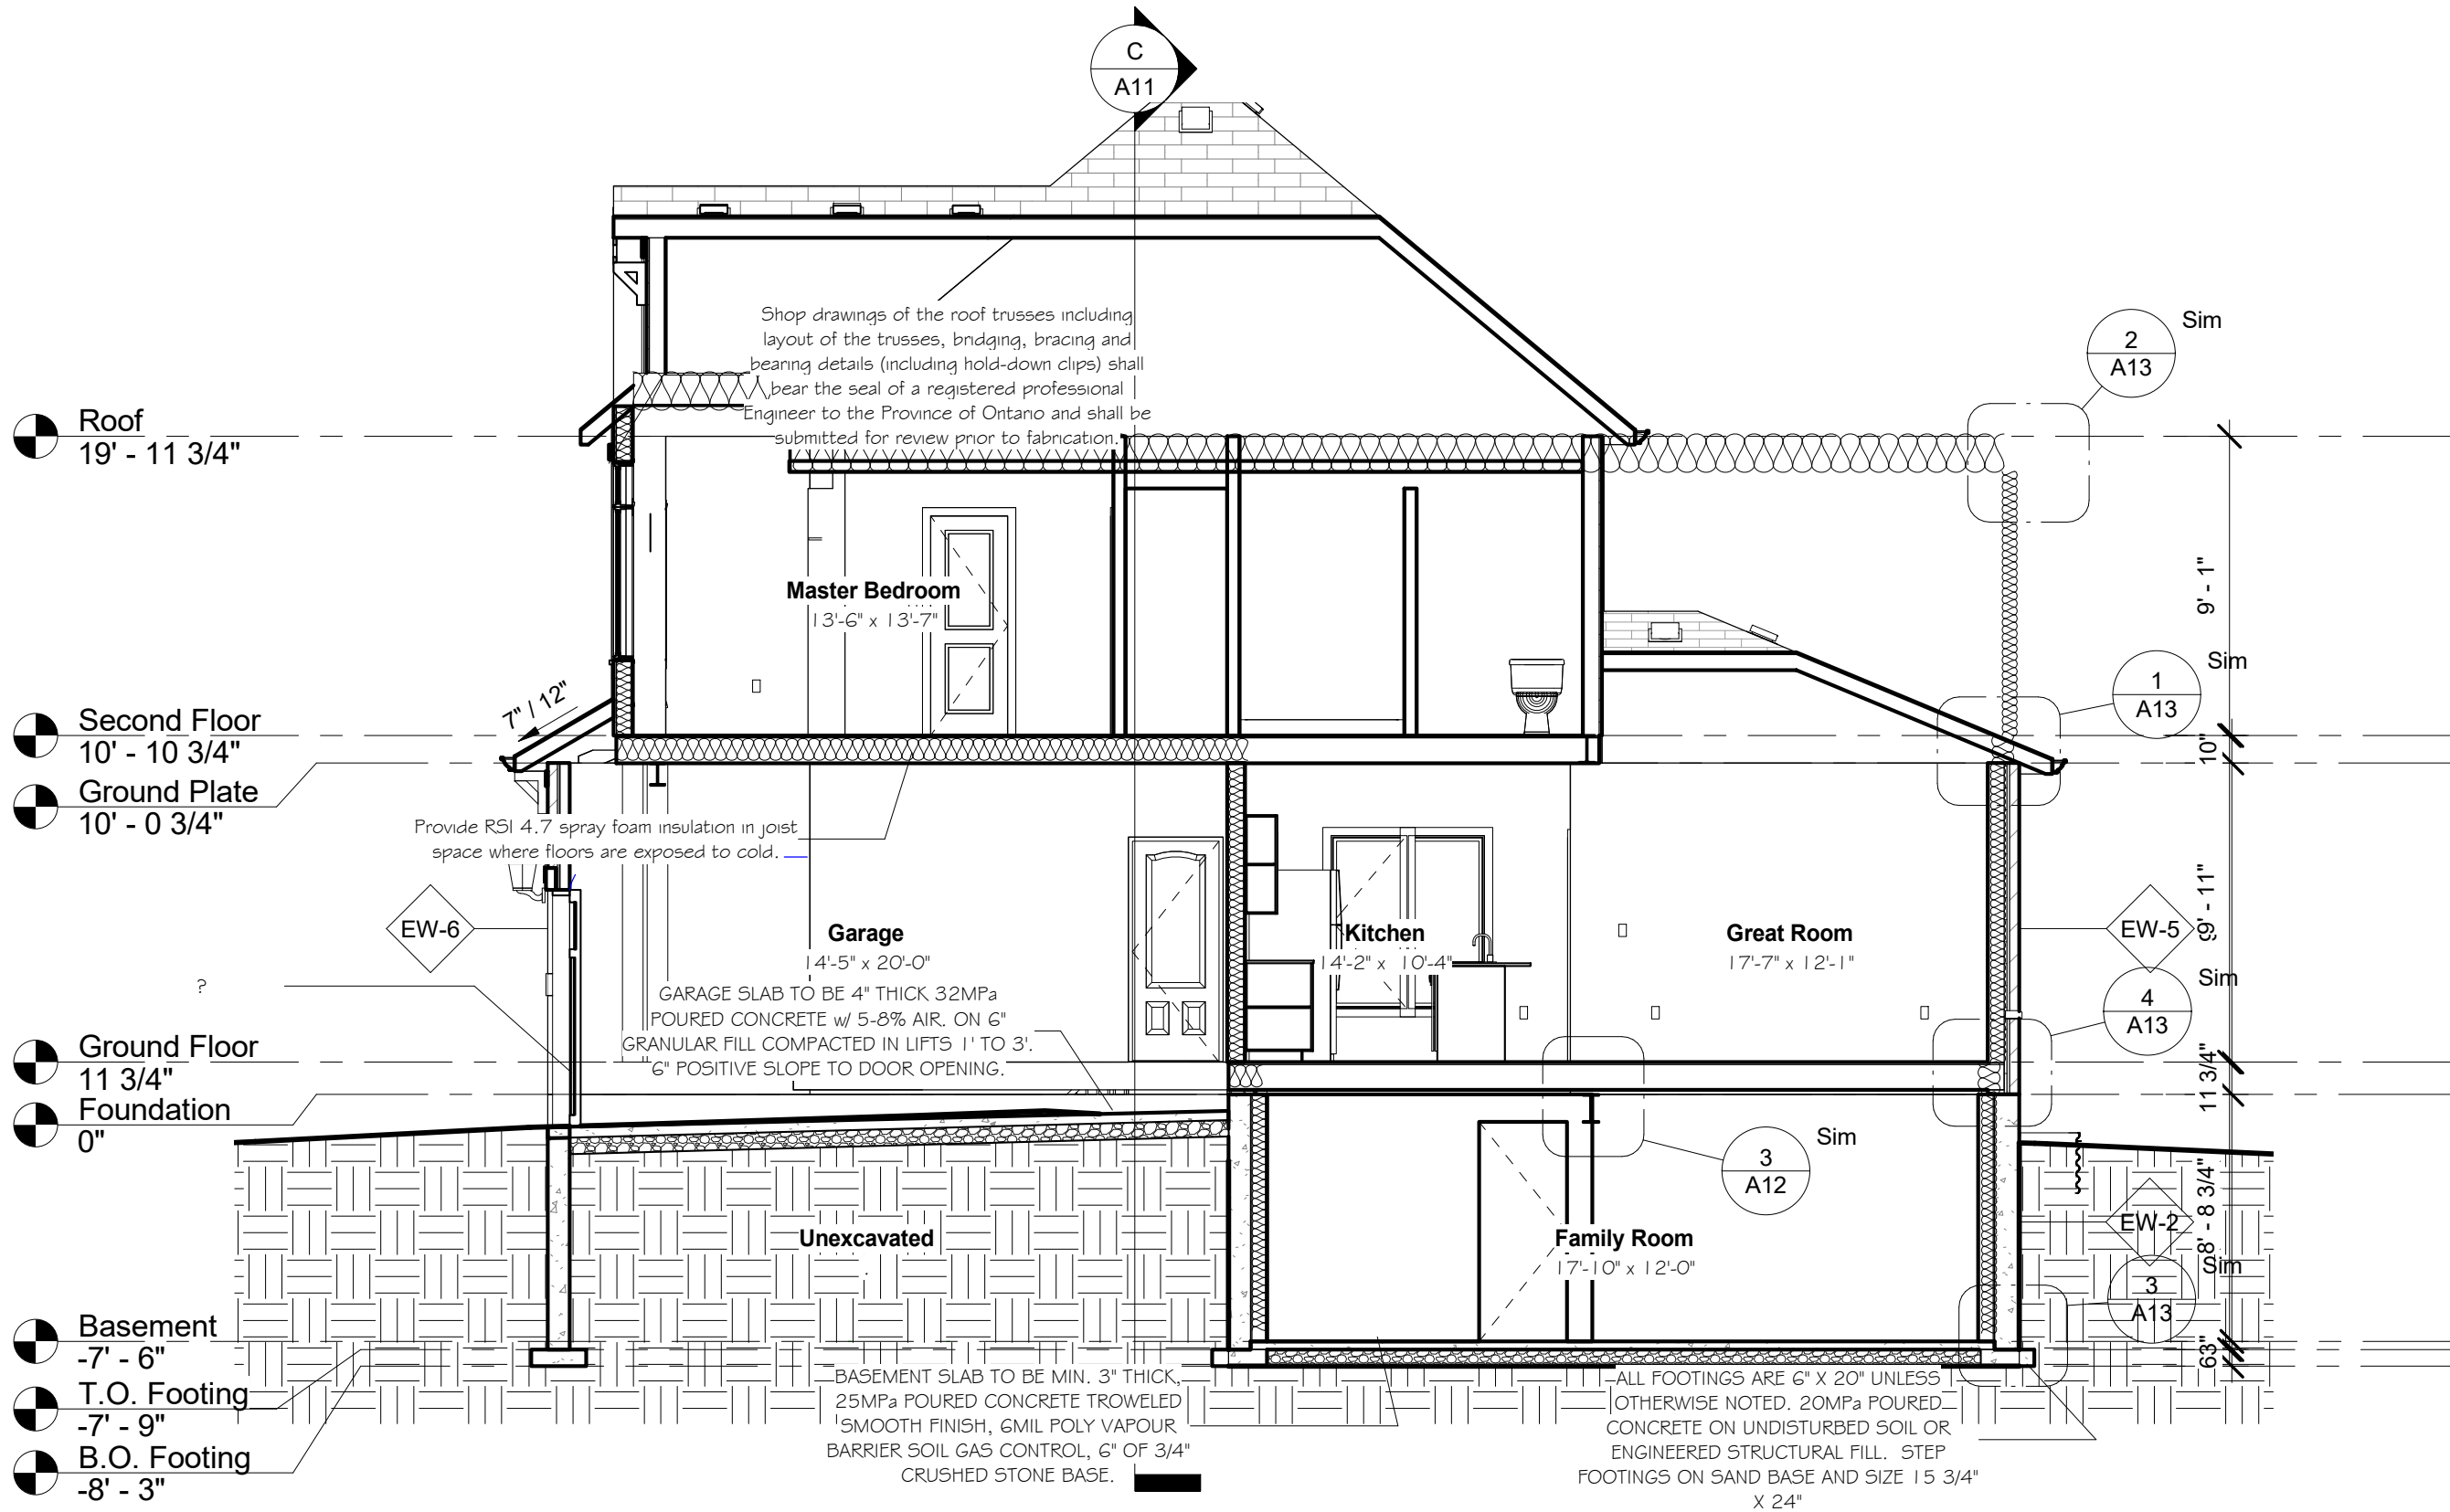 C
A11
Shop drawings of the roof trusses including
layout of the trusses, bridging, bracing and
bearing details (including hold-down clips) shall
bear the seal of a registered professional
Engineer to the Province of Ontario and shall be
submitted for review prior to fabrication.
2
A13
Sim
Roof
19' - 11 3/4"
9' - 1"
Master Bedroom
13'-6" x 13'-7"
1
A13
Sim
7" / 12"
Second Floor
10' - 10 3/4"
10"
Ground Plate
10' - 0 3/4"
Provide RSI 4.7 spray foam insulation in joist
space where floors are exposed to cold.
EW-6
Garage
14'-5" x 20'-0"
Kitchen
14'-2" x 10'-4"
Great Room
17'-7" x 12'-1"
EW-5
9' - 11"
?
GARAGE SLAB TO BE 4" THICK 32MPa
POURED CONCRETE w/ 5-8% AIR. ON 6"
GRANULAR FILL COMPACTED IN LIFTS 1' TO 3'.
6" POSITIVE SLOPE TO DOOR OPENING.
4
A13
Sim
Ground Floor
11 3/4"
11 3/4"
Foundation
0"
3
A12
Sim
Unexcavated
.
Family Room
17'-10" x 12'-0"
EW-2
8' - 8 3/4"
3
A13
Sim
Basement
-7' - 6"
3"
6"
T.O. Footing
-7' - 9"
B.O. Footing
-8' - 3"
BASEMENT SLAB TO BE MIN. 3" THICK,
25MPa POURED CONCRETE TROWELED
SMOOTH FINISH, 6MIL POLY VAPOUR
BARRIER SOIL GAS CONTROL, 6" OF 3/4"
CRUSHED STONE BASE.
ALL FOOTINGS ARE 6" X 20" UNLESS
OTHERWISE NOTED. 20MPa POURED
CONCRETE ON UNDISTURBED SOIL OR
ENGINEERED STRUCTURAL FILL. STEP
FOOTINGS ON SAND BASE AND SIZE 15 3/4"
X 24"